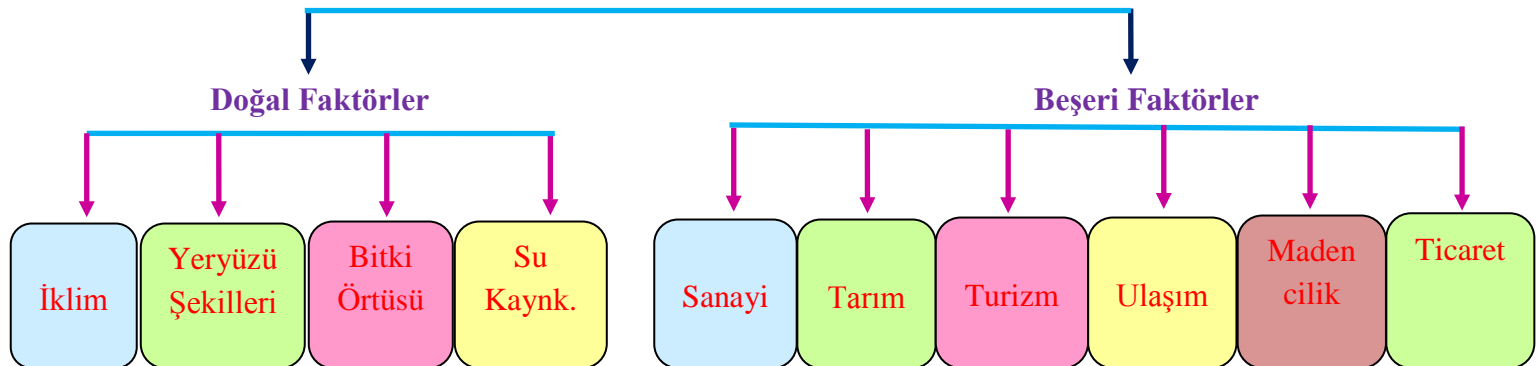 Doğal Faktörler
Beşeri Faktörler
İklim
Yeryüzü
Şekilleri
Bitki
Örtüsü
Su
Kaynk.
Sanayi
Tarım
Turizm
Ulaşım
Maden
cilik
Ticaret